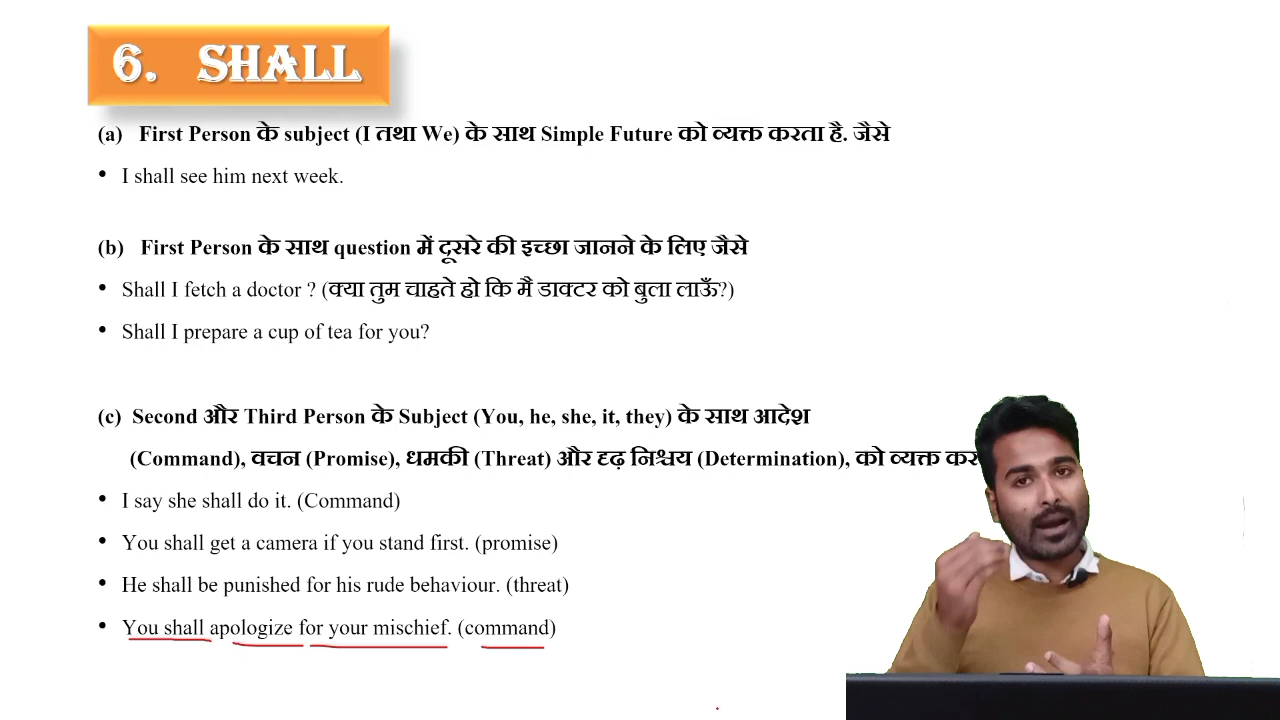 6. SHALL
(a) First Person के subject (I तथा We) के साथ Simple Future को व्यक्त करता है. जैसे
• I shall see him next week.
(b) First Person के साथ question में दूसरे की इच्छा जानने के लिए जैसे
• Shall I fetch a doctor ? (क्या तुम चाहते हो कि मैं डाक्टर को बुला लाऊँ?)
• Shall I prepare a cup of tea for you?
(c) Second और Third Person के Subject (You, he, she, it, they) के साथ आदेश
(Command), वचन (Promise), धमकी (Threat) और दृढ़ निश्चय (Determination), को व्यक्त कर
• I say she shall do it. (Command)
• You shall get a camera if you stand first. (promise)
• He shall be punished for his rude behaviour. (threat)
• You shall apologize for your mischief. (command)